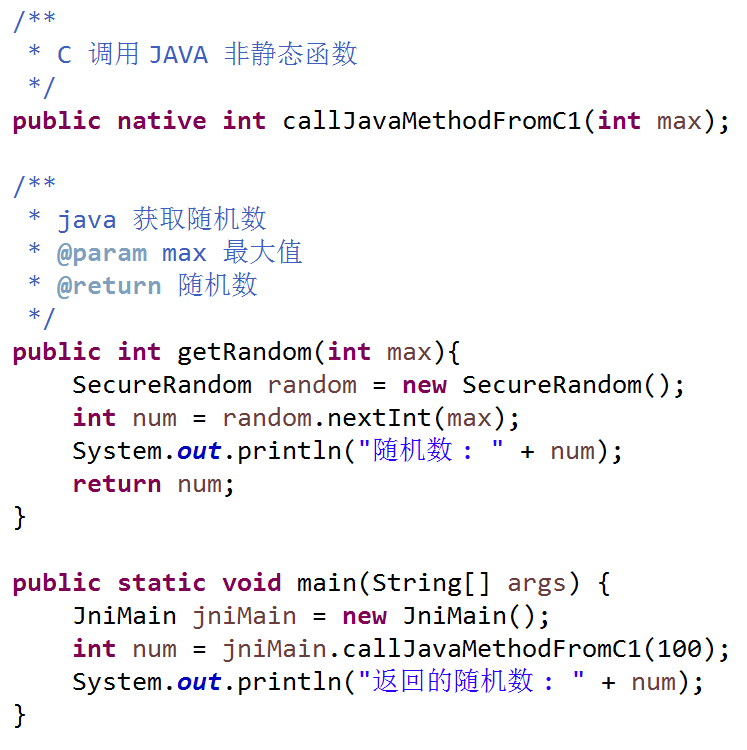 /**
 * C 调用 JAVA 非静态函数
 */
public native int callJavaMethodFromC1(int max);
/**
 * java 获取随机数
 * @param max 最大值
 * @return 随机数
 */
public int getRandom(int max){
    SecureRandom random = new SecureRandom();
    int num = random.nextInt(max);
    System.out.println("随机数：" + num);
    return num;
}
public static void main(String[] args) {
    JniMain jniMain = new JniMain();
    int num = jniMain.callJavaMethodFromC1(100);
    System.out.println("返回的随机数：" + num);
}